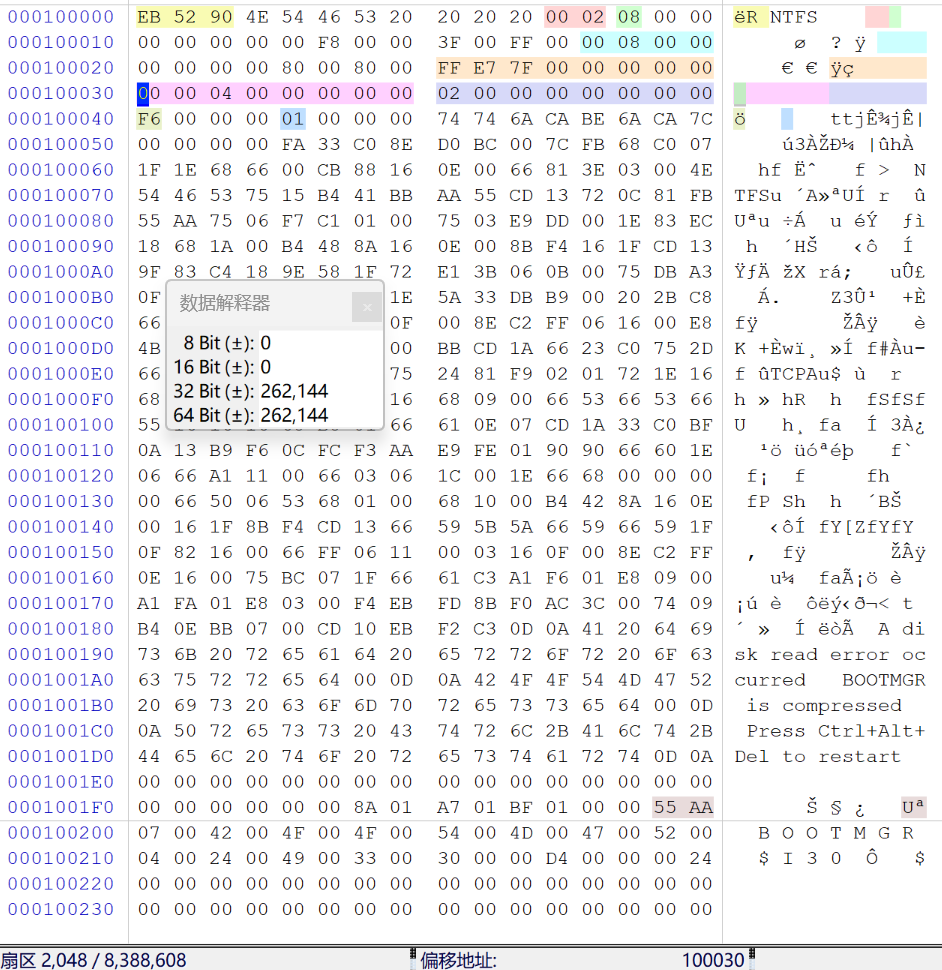 000100000 EB 52 90 4E 54 46 53 20 20 20 20 00 02 08 00 00 ëR NTFS
000100010 00 00 00 00 00 F8 00 00 3F 00 FF 00 00 08 00 00 ø ? ÿ
000100020 00 00 00 00 80 00 80 00 FF E7 7F 00 00 00 00 00 € € ÿç
000100030 00 00 04 00 00 00 00 00 02 00 00 00 00 00 00 00
000100040 F6 00 00 00 01 00 00 00 74 74 6A CA BE 6A CA 7C ö ttjÊ¾jÊ|
000100050 00 00 00 00 FA 33 C0 8E D0 BC 00 7C FB 68 C0 07 ú3ÀŽÐ¼ |ûhÀ
000100060 1F 1E 68 66 00 CB 88 16 0E 00 66 81 3E 03 00 4E hf Ëˆ f > N
000100070 54 46 53 75 15 B4 41 BB AA 55 CD 13 72 0C 81 FB TFSu ´A»ªUÍ r û
000100080 55 AA 75 06 F7 C1 01 00 75 03 E9 DD 00 1E 83 EC Uªu ÷Á u éÝ fì
000100090 18 68 1A 00 B4 48 8A 16 0E 00 8B F4 16 1F CD 13 h ´HŠ ‹ô Í
0001000A0 9F 83 C4 18 9E 58 1F 72 E1 3B 06 0B 00 75 DB A3 ŸƒÄ žX rá; uÛ£
0001000B0 0F 1E 5A 33 DB B9 00 20 2B C8 Á. Z3Û¹ +È
0001000C0 66 0F 00 8E C2 FF 06 16 00 E8 fÿ ŽÂÿ è
0001000D0 4B 00 BB CD 1A 66 23 C0 75 2D K +Èwï¸ »Í f#Àu-
0001000E0 66 75 24 81 F9 02 01 72 1E 16 f ûTCPAu$ ù r
0001000F0 68 16 68 09 00 66 53 66 53 66 h » hR h fSfSf
000100100 55 66 61 0E 07 CD 1A 33 C0 BF U h¸ fa Í 3À¿
000100110 0A 13 B9 F6 0C FC F3 AA E9 FE 01 90 90 66 60 1E ¹ö üóªéþ f`
000100120 06 66 A1 11 00 66 03 06 1C 00 1E 66 68 00 00 00 f¡ f fh
000100130 00 66 50 06 53 68 01 00 68 10 00 B4 42 8A 16 0E fP Sh h ´BŠ
000100140 00 16 1F 8B F4 CD 13 66 59 5B 5A 66 59 66 59 1F ‹ôÍ fY[ZfYfY
000100150 0F 82 16 00 66 FF 06 11 00 03 16 0F 00 8E C2 FF ‚ fÿ ŽÂÿ
000100160 0E 16 00 75 BC 07 1F 66 61 C3 A1 F6 01 E8 09 00 u¼ faÃ¡ö è
000100170 A1 FA 01 E8 03 00 F4 EB FD 8B F0 AC 3C 00 74 09 ¡ú è ôëý‹ð¬< t
000100180 B4 0E BB 07 00 CD 10 EB F2 C3 0D 0A 41 20 64 69 ´ » Í ëòÃ A di
000100190 73 6B 20 72 65 61 64 20 65 72 72 6F 72 20 6F 63 sk read error oc
0001001A0 63 75 72 72 65 64 00 0D 0A 42 4F 4F 54 4D 47 52 curred BOOTMGR
0001001B0 20 69 73 20 63 6F 6D 70 72 65 73 73 65 64 00 0D is compressed
0001001C0 0A 50 72 65 73 73 20 43 74 72 6C 2B 41 6C 74 2B Press Ctrl+Alt+
0001001D0 44 65 6C 20 74 6F 20 72 65 73 74 61 72 74 0D 0A Del to restart
0001001E0 00 00 00 00 00 00 00 00 00 00 00 00 00 00 00 00
0001001F0 00 00 00 00 00 00 8A 01 A7 01 BF 01 00 00 55 AA Š § ¿ Uª
000100200 07 00 42 00 4F 00 4F 00 54 00 4D 00 47 00 52 00 B O O T M G R
000100210 04 00 24 00 49 00 33 00 30 00 00 D4 00 00 00 24 $ I 3 0 Ô $
000100220 00 00 00 00 00 00 00 00 00 00 00 00 00 00 00 00
000100230 00 00 00 00 00 00 00 00 00 00 00 00 00 00 00 00
数据解释器
8 Bit (±): 0
16 Bit (±): 0
32 Bit (±): 262,144
64 Bit (±): 262,144
扇区 2,048 / 8,388,608 偏移地址: 100030